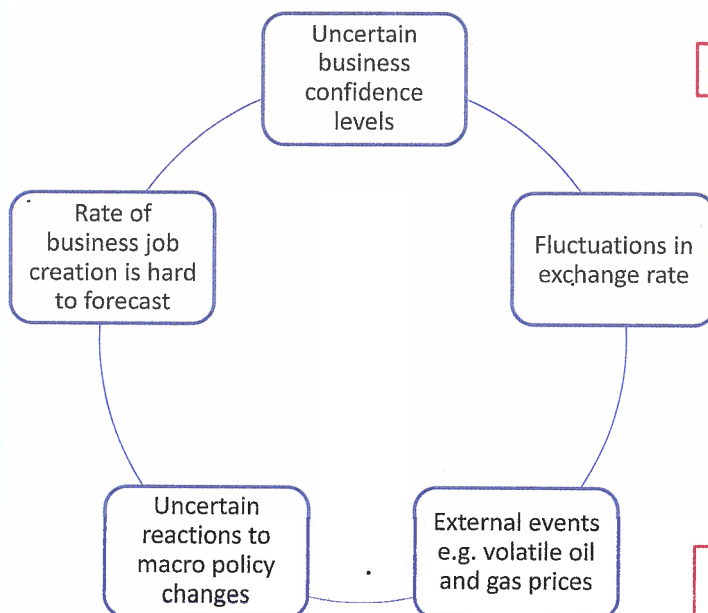 Uncertain
business
confidence
levels
Fluctuations in
exchange rate
External events
e.g. volatile oil
and gas prices
Uncertain
reactions to
macro policy
changes
Rate of
business job
creation is hard
to forecast